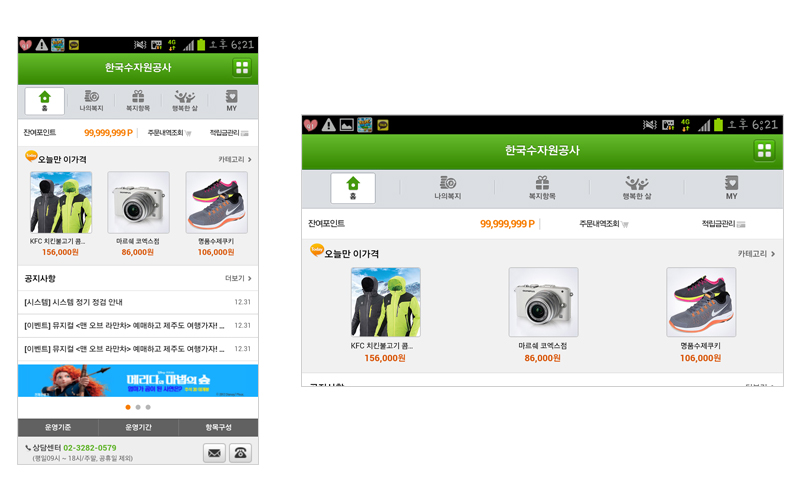 4G 오후 6:21
한국수자원공사
홈 나의복지 복지항목 행복한 삶 MY
잔여포인트 99,999,999 P 주문내역조회 적립금관리
Today 오늘만 이가격 카테고리 >
KFC 치킨불고기 콤... 마르쉐 코엑스점 명품수제쿠키
156,000원 86,000원 106,000원
공지사항 더보기 >
[시스템] 시스템 정기 점검 안내 12.31
[이벤트] 뮤지컬 <맨 오브 라만차> 예매하고 제주도 여행가자! ... 12.31
[이벤트] 뮤지컬 <맨 오브 라만차> 예매하고 제주도 여행가자! ... 12.31
메리다와 마법의 숲
운영기준 운영기간 항목구성
상담센터 02-3282-0579
(평일09시 ~ 18시/주말, 공휴일 제외)
4G 오후 6:21
한국수자원공사
홈 나의복지 복지항목 행복한 삶 MY
잔여포인트 99,999,999 P 주문내역조회 적립금관리
Today 오늘만 이가격 카테고리 >
KFC 치킨불고기 콤... 마르쉐 코엑스점 명품수제쿠키
156,000원 86,000원 106,000원
공지사항 더보기